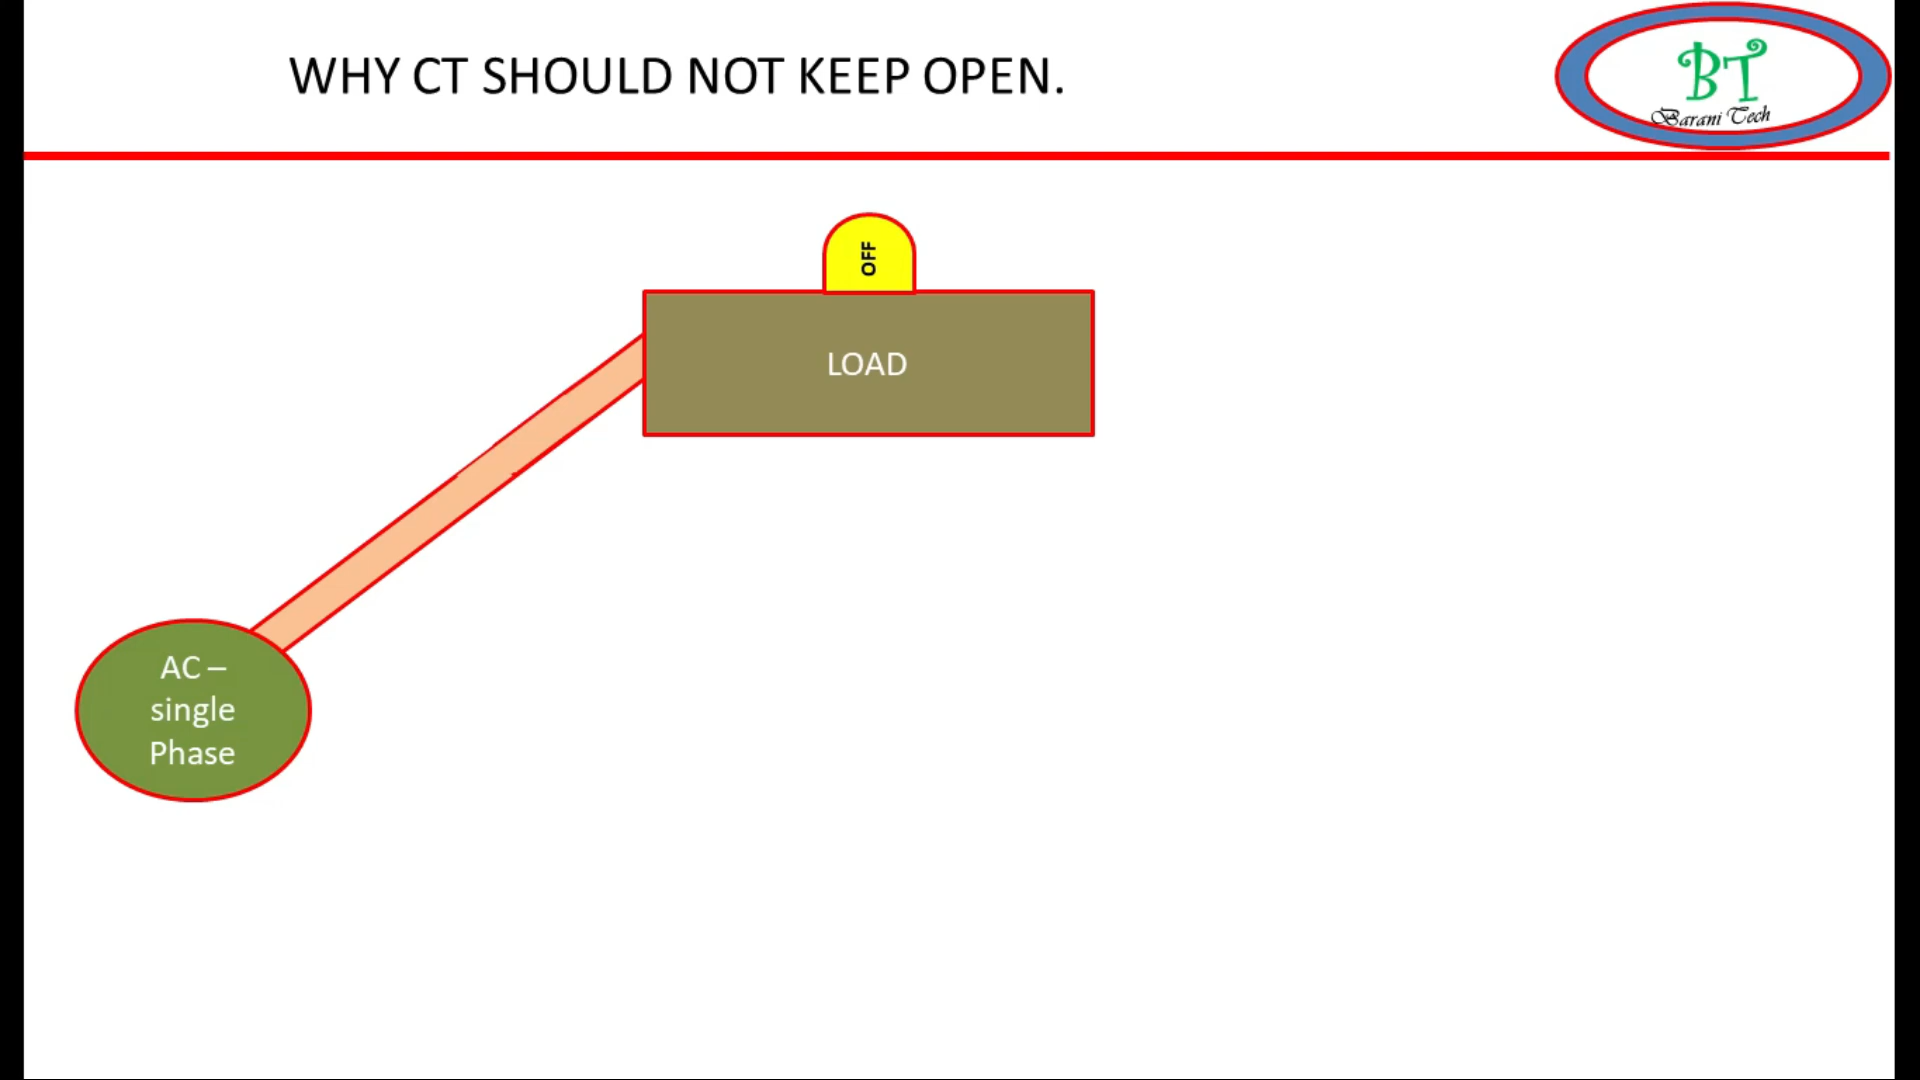 WHY CT SHOULD NOT KEEP OPEN.
BT
Barani Tech
OFF
LOAD
AC –
single
Phase